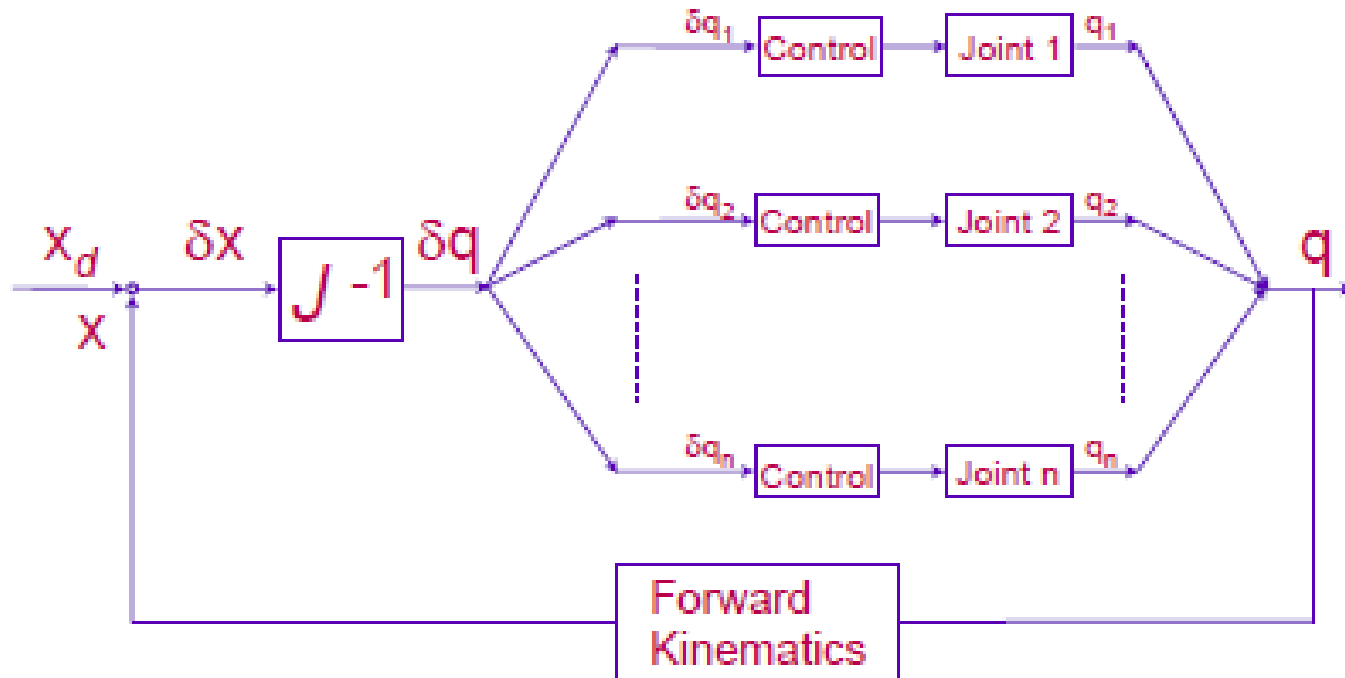 δq₁
Control
Joint 1
q₁
δq₂
Control
Joint 2
q₂
x_d
δx
J⁻¹
δq
q
x
δqₙ
Control
Joint n
qₙ
Forward
Kinematics